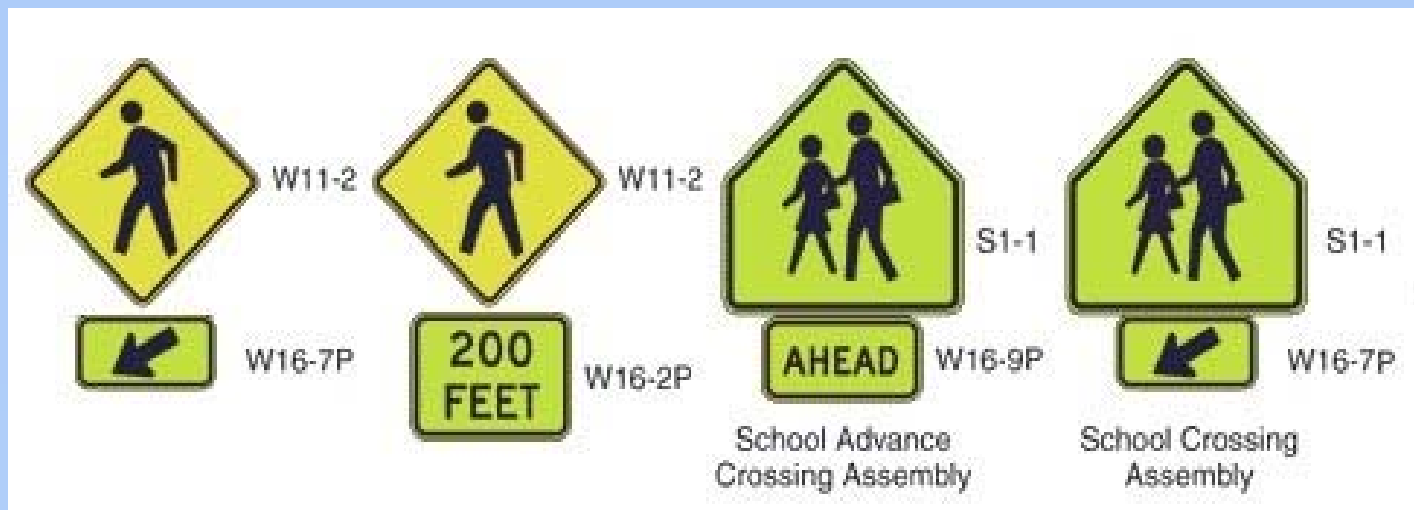 W11-2
W16-7P
W11-2
200
FEET
W16-2P
S1-1
AHEAD
W16-9P
School Advance
Crossing Assembly
S1-1
W16-7P
School Crossing
Assembly